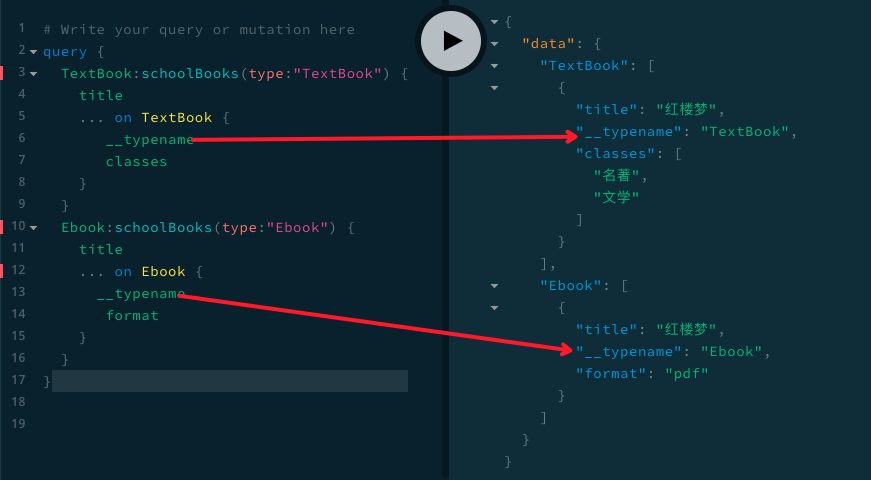 1 # Write your query or mutation here
2 query {
3 TextBook:schoolBooks(type:"TextBook") {
4 title
5 ... on TextBook {
6 __typename
7 classes
8 }
9 }
10 Ebook:schoolBooks(type:"Ebook") {
11 title
12 ... on Ebook {
13 __typename
14 format
15 }
16 }
17 }
18
19
{
"data": {
"TextBook": [
{
"title": "红楼梦",
"__typename": "TextBook",
"classes": [
"名著",
"文学"
]
}
],
"Ebook": [
{
"title": "红楼梦",
"__typename": "Ebook",
"format": "pdf"
}
]
}
}